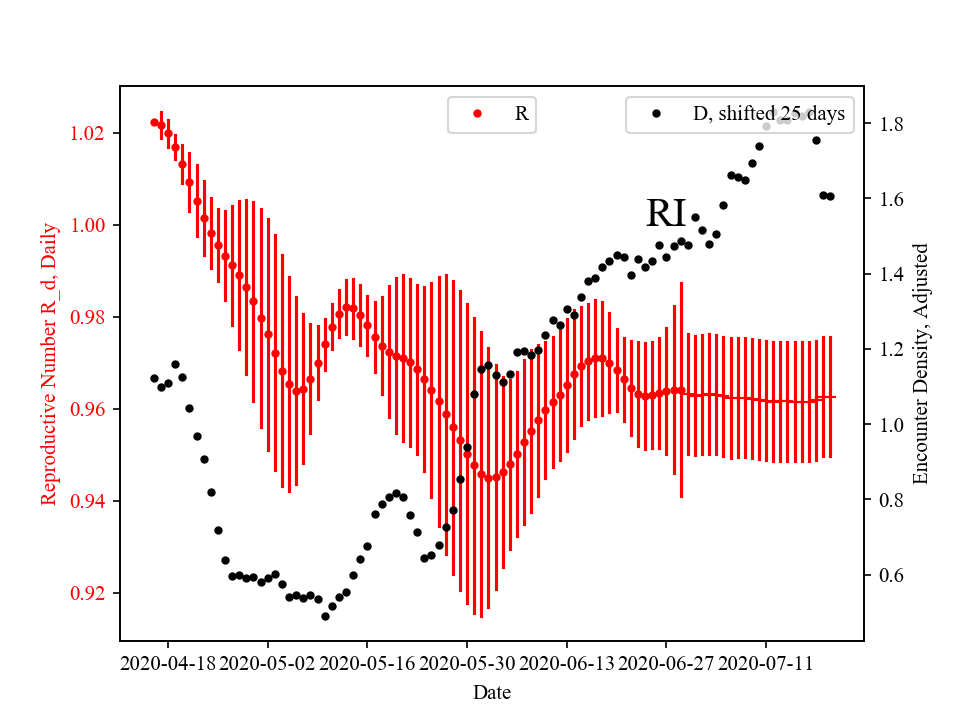 R
D, shifted 25 days
RI
1.02
1.00
0.98
0.96
0.94
0.92
Reproductive Number R_d, Daily
1.8
1.6
1.4
1.2
1.0
0.8
0.6
Encounter Density, Adjusted
2020-04-18 2020-05-02 2020-05-16 2020-05-30 2020-06-13 2020-06-27 2020-07-11
Date